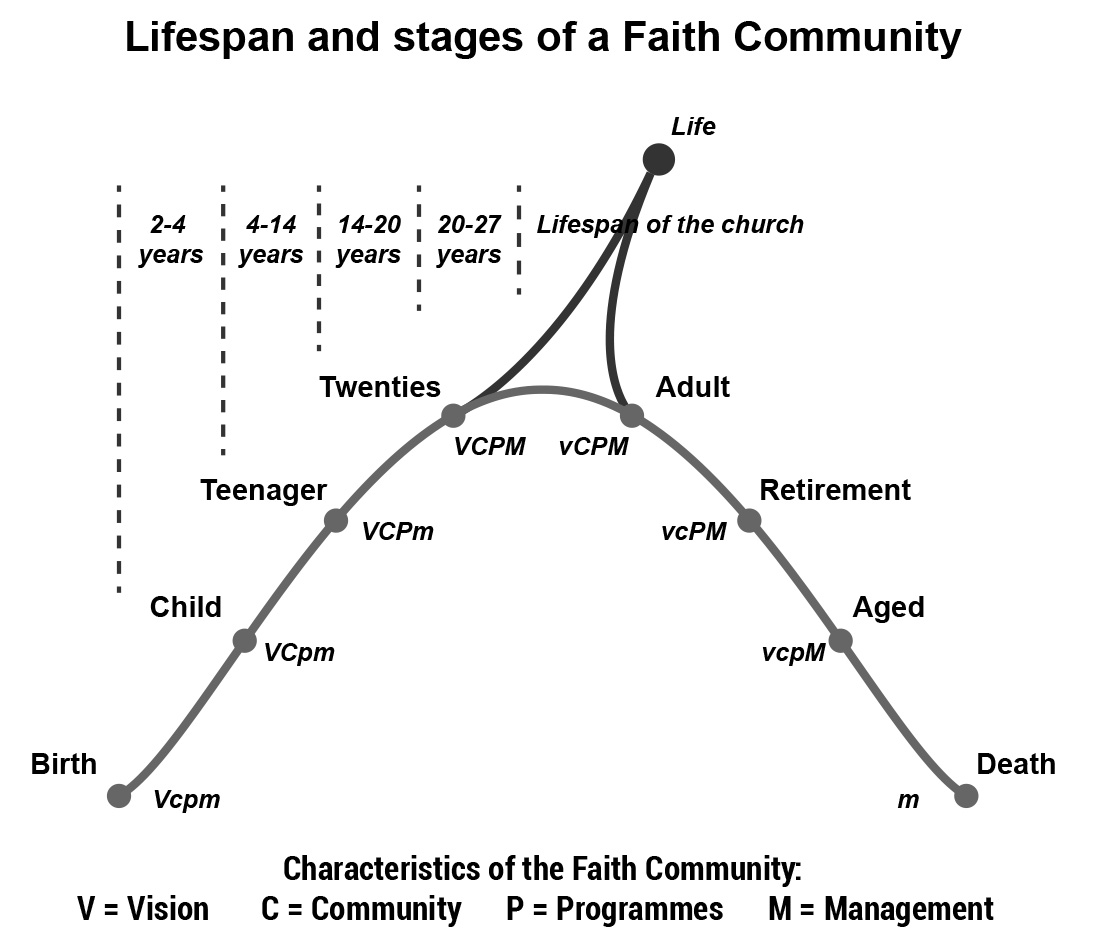 Lifespan and stages of a Faith Community
Life
2-4 years
4-14 years
14-20 years
20-27 years
Lifespan of the church
Twenties
Adult
VCPM
vCPM
Teenager
Retirement
VCPm
vcPM
Child
Aged
VCpm
vcpM
Birth
Death
Vcpm
m
Characteristics of the Faith Community:
V = Vision C = Community P = Programmes M = Management